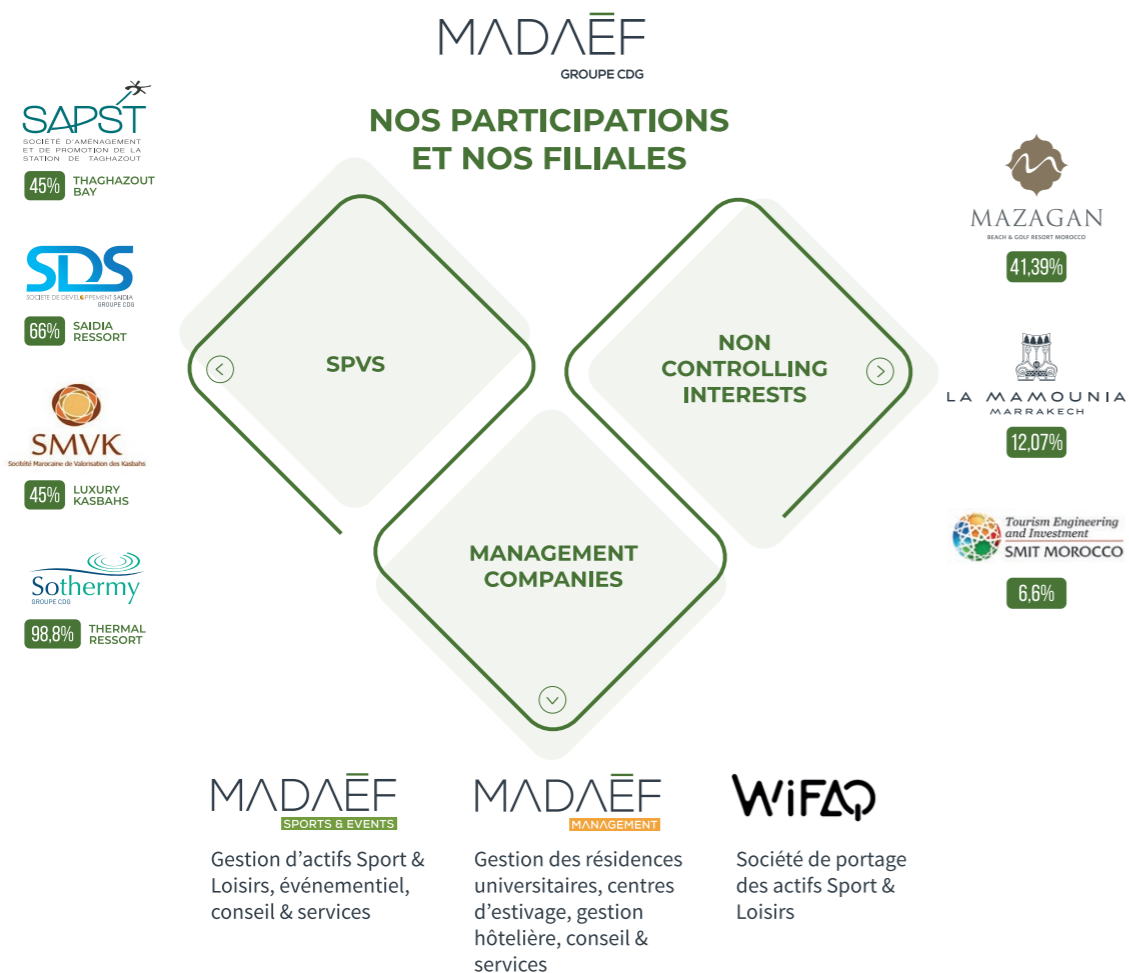 MADAĒF
GROUPE CDG
NOS PARTICIPATIONS
ET NOS FILIALES
SAPST
SOCIÉTÉ D'AMÉNAGEMENT
ET DE PROMOTION DE LA
STATION DE TAGHAZOUT
45% THAGHAZOUT
BAY
SDS
SOCIETE DE DEVELOPPEMENT SAIDIA
GROUPE CDG
66% SAIDIA
RESSORT
SMVK
Société Marocaine de Valorisation des Kasbahs
45% LUXURY
KASBAHS
Sothermy
GROUPE CDG
98,8% THERMAL
RESSORT
SPVS
NON
CONTROLLING
INTERESTS
MANAGEMENT
COMPANIES
MAZAGAN
BEACH & GOLF RESORT MOROCCO
41,39%
LA MAMOUNIA
MARRAKECH
12,07%
Tourism Engineering
and Investment
SMIT MOROCCO
6,6%
MADAĒF
SPORTS & EVENTS
Gestion d'actifs Sport &
Loisirs, événementiel,
conseil & services
MADAĒF
MANAGEMENT
Gestion des résidences
universitaires, centres
d'estivage, gestion
hôtelière, conseil &
services
WiFAQ
Société de portage
des actifs Sport &
Loisirs